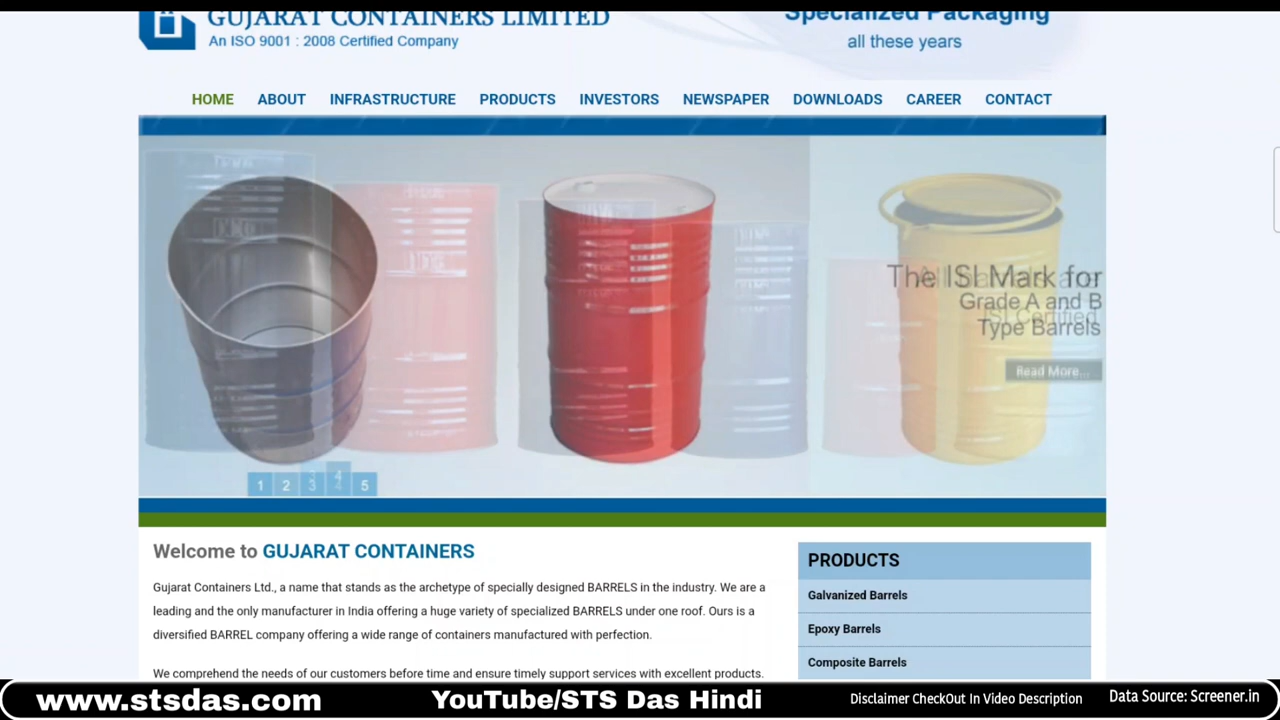 GUJARAT CONTAINERS LIMITED
An ISO 9001 : 2008 Certified Company
Specialized Packaging
all these years
HOME ABOUT INFRASTRUCTURE PRODUCTS INVESTORS NEWSPAPER DOWNLOADS CAREER CONTACT
The ISI Mark for
Grade A and B
ISI Certified
Type Barrels
Read More...
1 2 3 4 5
Welcome to GUJARAT CONTAINERS
Gujarat Containers Ltd., a name that stands as the archetype of specially designed BARRELS in the industry. We are a
leading and the only manufacturer in India offering a huge variety of specialized BARRELS under one roof. Ours is a
diversified BARREL company offering a wide range of containers manufactured with perfection.
We comprehend the needs of our customers before time and ensure timely support services with excellent products.
PRODUCTS
Galvanized Barrels
Epoxy Barrels
Composite Barrels
www.stsdas.com
YouTube/STS Das Hindi
Disclaimer CheckOut In Video Description
Data Source: Screener.in